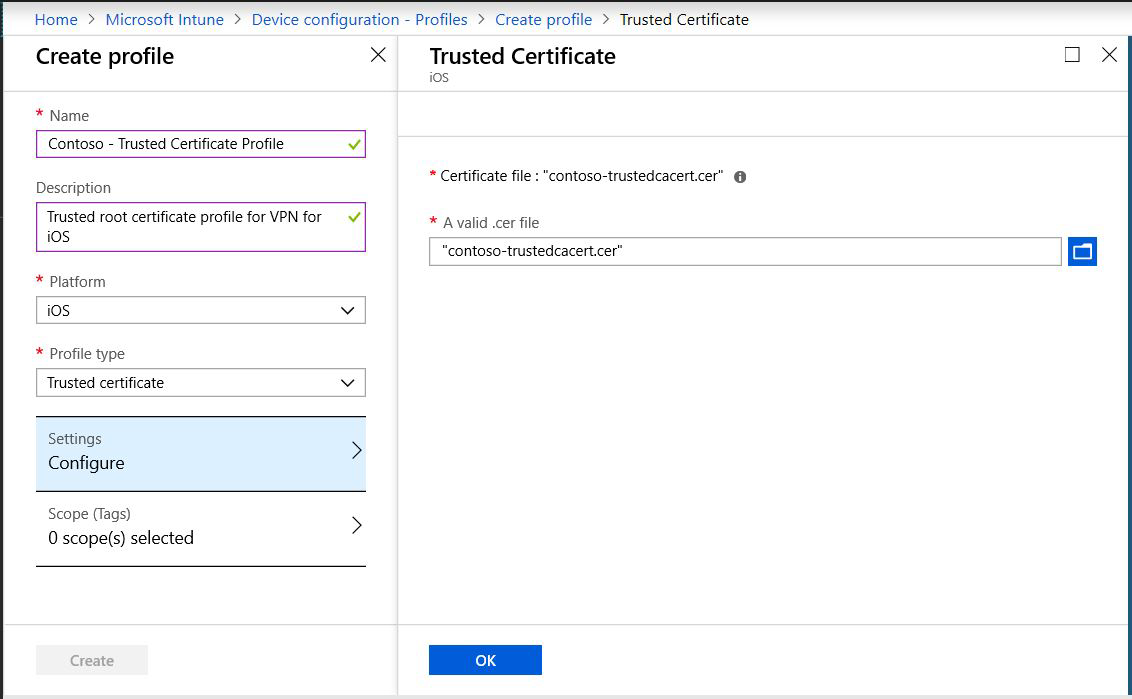 Home > Microsoft Intune > Device configuration - Profiles > Create profile > Trusted Certificate
Create profile
* Name
Contoso - Trusted Certificate Profile
Description
Trusted root certificate profile for VPN for
iOS
* Platform
iOS
* Profile type
Trusted certificate
Settings
Configure
Scope (Tags)
0 scope(s) selected
Create
Trusted Certificate
iOS
* Certificate file : "contoso-trustedcacert.cer"
* A valid .cer file
"contoso-trustedcacert.cer"
OK